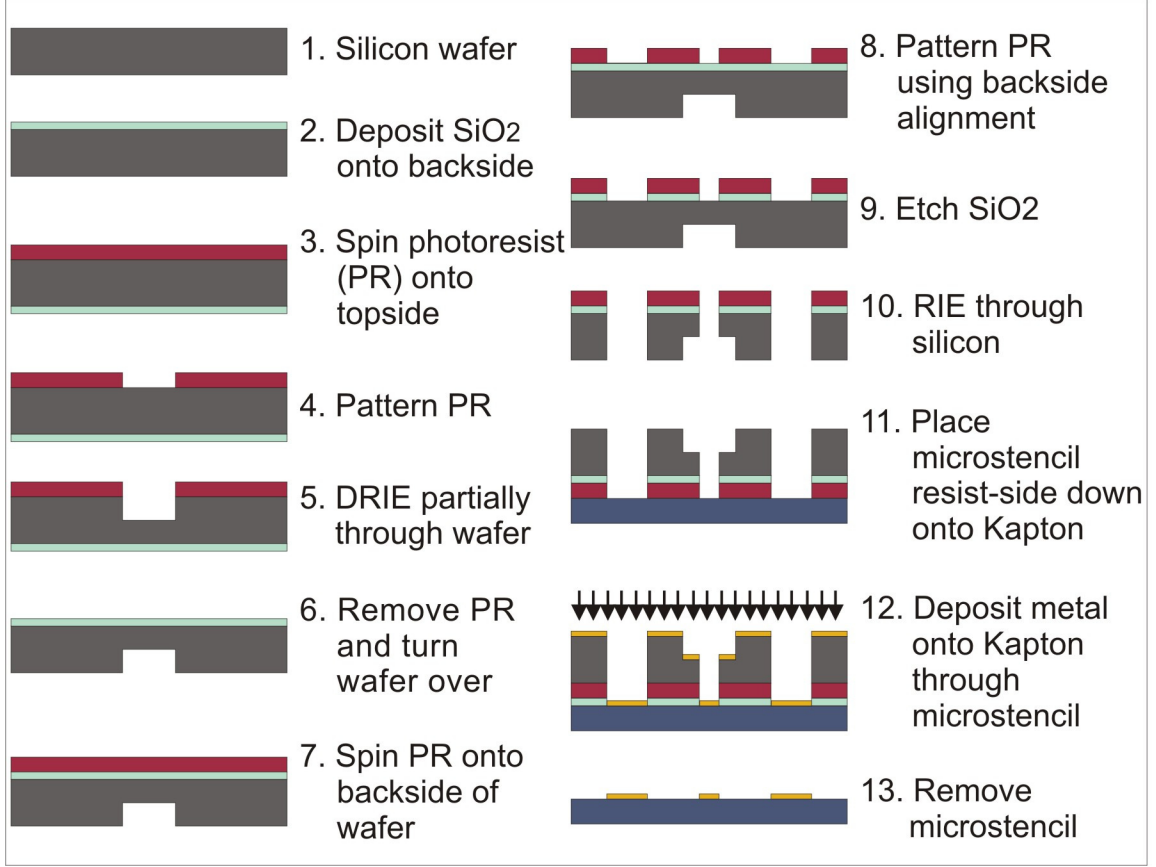 1. Silicon wafer
2. Deposit SiO2
onto backside
3. Spin photoresist
(PR) onto
topside
4. Pattern PR
5. DRIE partially
through wafer
6. Remove PR
and turn
wafer over
7. Spin PR onto
backside of
wafer
8. Pattern PR
using backside
alignment
9. Etch SiO2
10. RIE through
silicon
11. Place
microstencil
resist-side down
onto Kapton
12. Deposit metal
onto Kapton
through
microstencil
13. Remove
microstencil